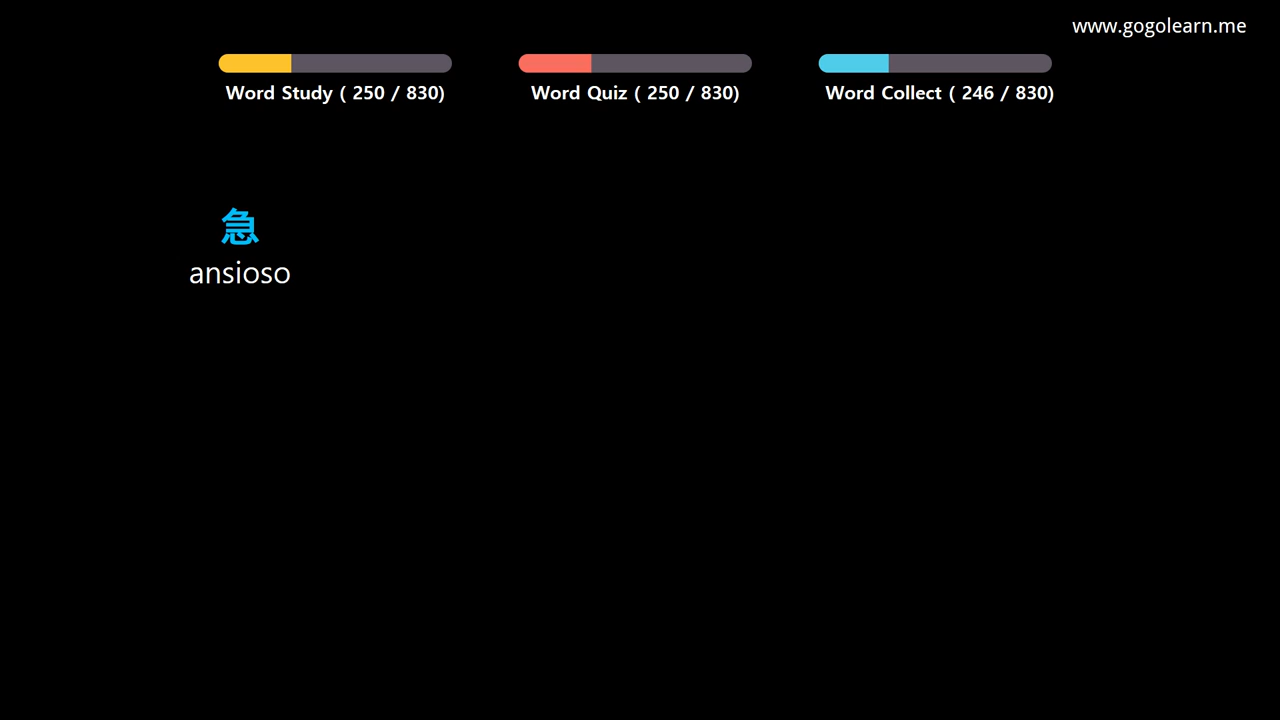 www.gogolearn.me
Word Study ( 250 / 830)
Word Quiz ( 250 / 830)
Word Collect ( 246 / 830)
急
ansioso